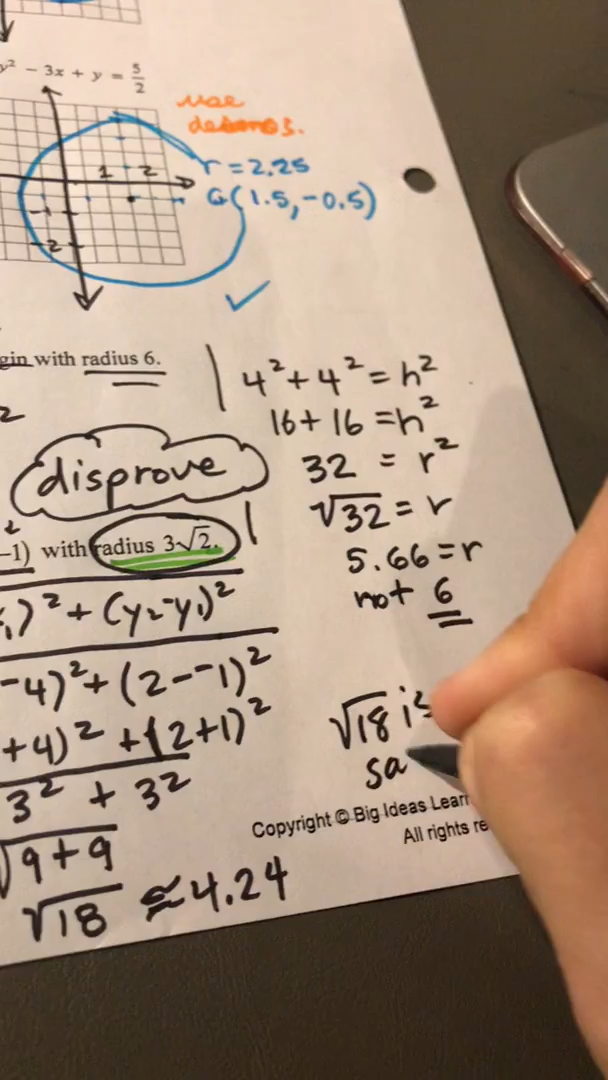 y² − 3x + y = 5/2
use
desmos.
1 2
r = 2.25
C(1.5, −0.5)
-1
-2
gin with radius 6.
4² + 4² = h²
2
16 + 16 = h²
disprove
32 = r²
√32 = r
−1) with radius 3√2.
5.66 = r
not 6
)² + (y₂ − y₁)²
−4)² + (2 − ⁻1)²
√18 is
+4)² + (2+1)²
sa
3² + 3²
Copyright © Big Ideas Lear
All rights re
√9 + 9
√18 ≈ 4.24